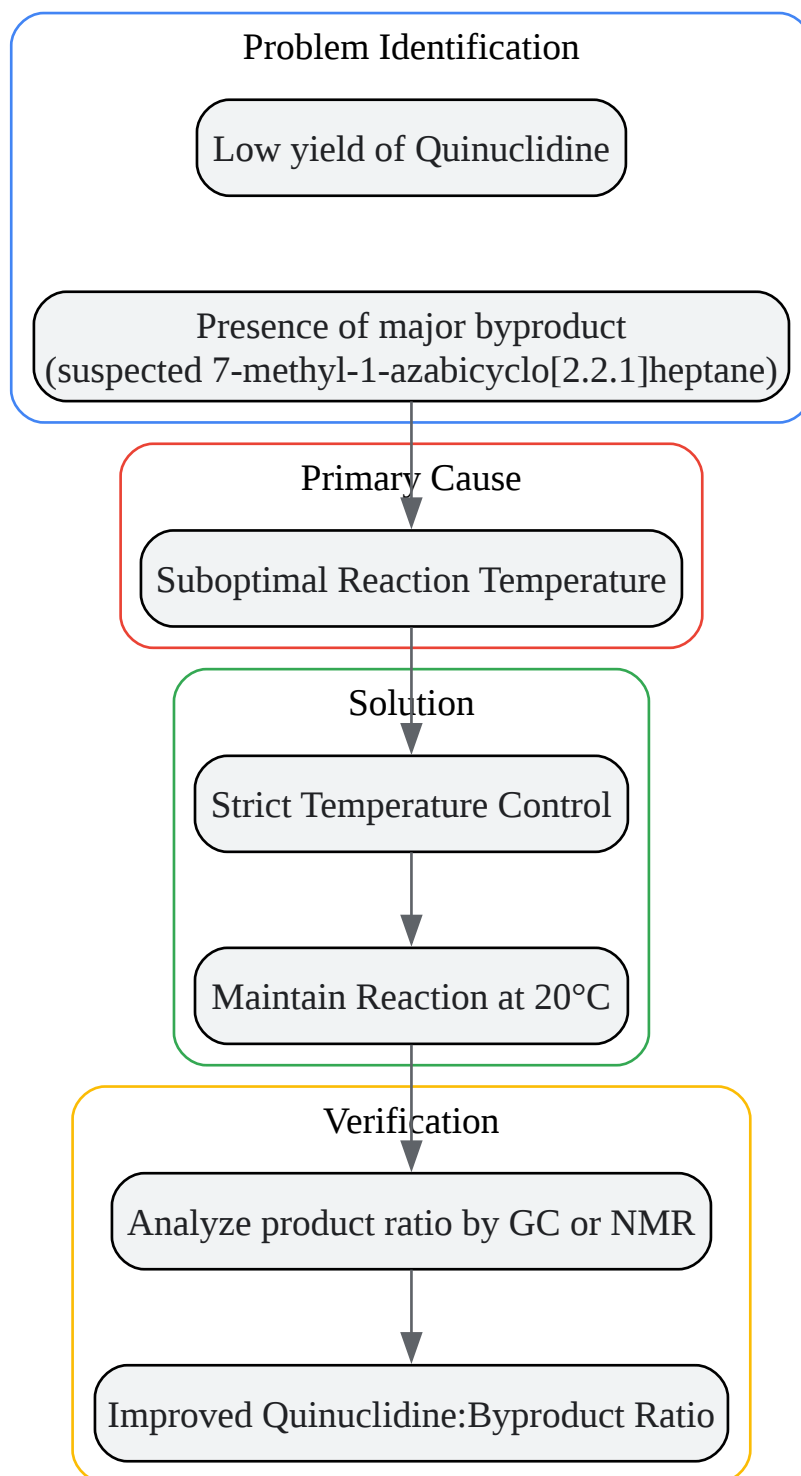 Problem Identification
Low yield of Quinuclidine
Presence of major byproduct
(suspected 7-methyl-1-azabicyclo[2.2.1]heptane)
Primary Cause
Suboptimal Reaction Temperature
Solution
Strict Temperature Control
Maintain Reaction at 20°C
Verification
Analyze product ratio by GC or NMR
Improved Quinuclidine:Byproduct Ratio